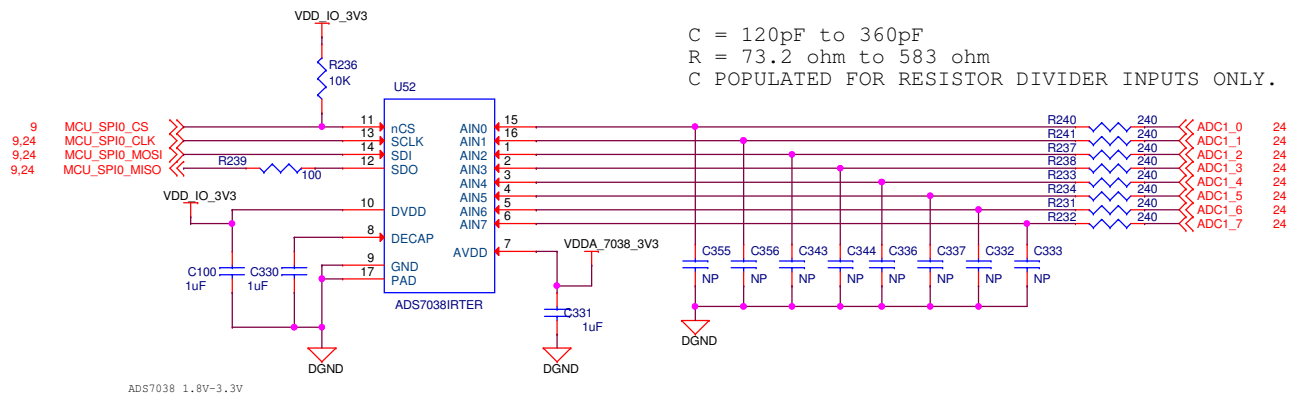 VDD_IO_3V3
C = 120pF to 360pF
R = 73.2 ohm to 583 ohm
C POPULATED FOR RESISTOR DIVIDER INPUTS ONLY.
R236
10K
U52
9 MCU_SPI0_CS 11 nCS AIN0 15 R240 240 ADC1_0 24
9,24 MCU_SPI0_CLK 13 SCLK AIN1 16 R241 240 ADC1_1 24
9,24 MCU_SPI0_MOSI 14 SDI AIN2 1 R237 240 ADC1_2 24
9,24 MCU_SPI0_MISO R239 100 12 SDO AIN3 2 R238 240 ADC1_3 24
AIN4 3 R233 240 ADC1_4 24
AIN5 4 R234 240 ADC1_5 24
VDD_IO_3V3
10 DVDD AIN6 5 R231 240 ADC1_6 24
AIN7 6 R232 240 ADC1_7 24
8 DECAP
AVDD 7 VDDA_7038_3V3
9 GND
17 PAD
C100 1uF
C330 1uF
ADS7038IRTER
C331 1uF
C355 C356 C343 C344 C336 C337 C332 C333
NP NP NP NP NP NP NP NP
DGND
DGND
DGND
ADS7038 1.8V-3.3V